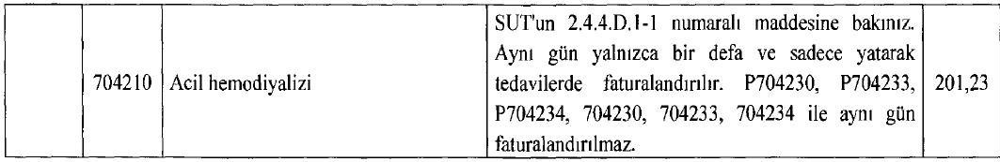 SUT'un 2.4.4.D.1-1 numaralı maddesine bakınız.
Aynı gün yalnızca bir defa ve sadece yatarak
704210 Acil hemodiyalizi tedavilerde faturalandırılır. P704230, P704233, 201,23
P704234, 704230, 704233, 704234 ile aynı gün
faturalandırılmaz.